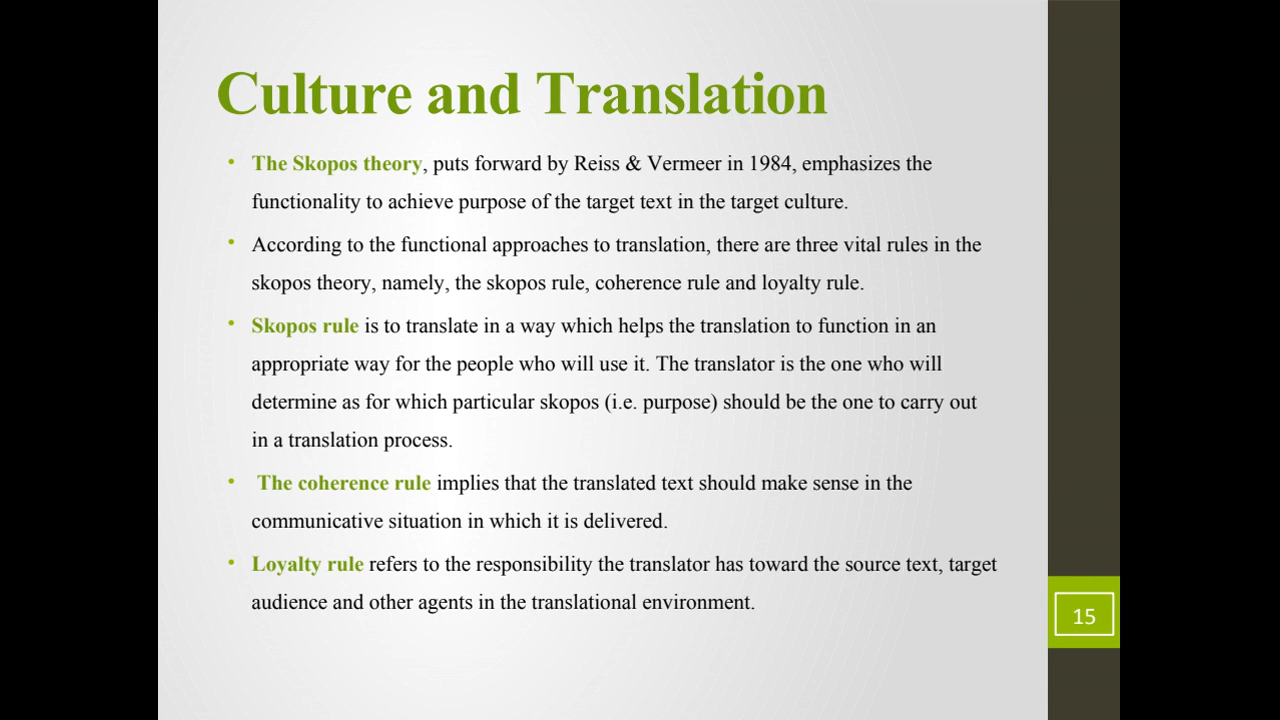 Culture and Translation
• The Skopos theory, puts forward by Reiss & Vermeer in 1984, emphasizes the
functionality to achieve purpose of the target text in the target culture.
• According to the functional approaches to translation, there are three vital rules in the
skopos theory, namely, the skopos rule, coherence rule and loyalty rule.
• Skopos rule is to translate in a way which helps the translation to function in an
appropriate way for the people who will use it. The translator is the one who will
determine as for which particular skopos (i.e. purpose) should be the one to carry out
in a translation process.
• The coherence rule implies that the translated text should make sense in the
communicative situation in which it is delivered.
• Loyalty rule refers to the responsibility the translator has toward the source text, target
audience and other agents in the translational environment.
15